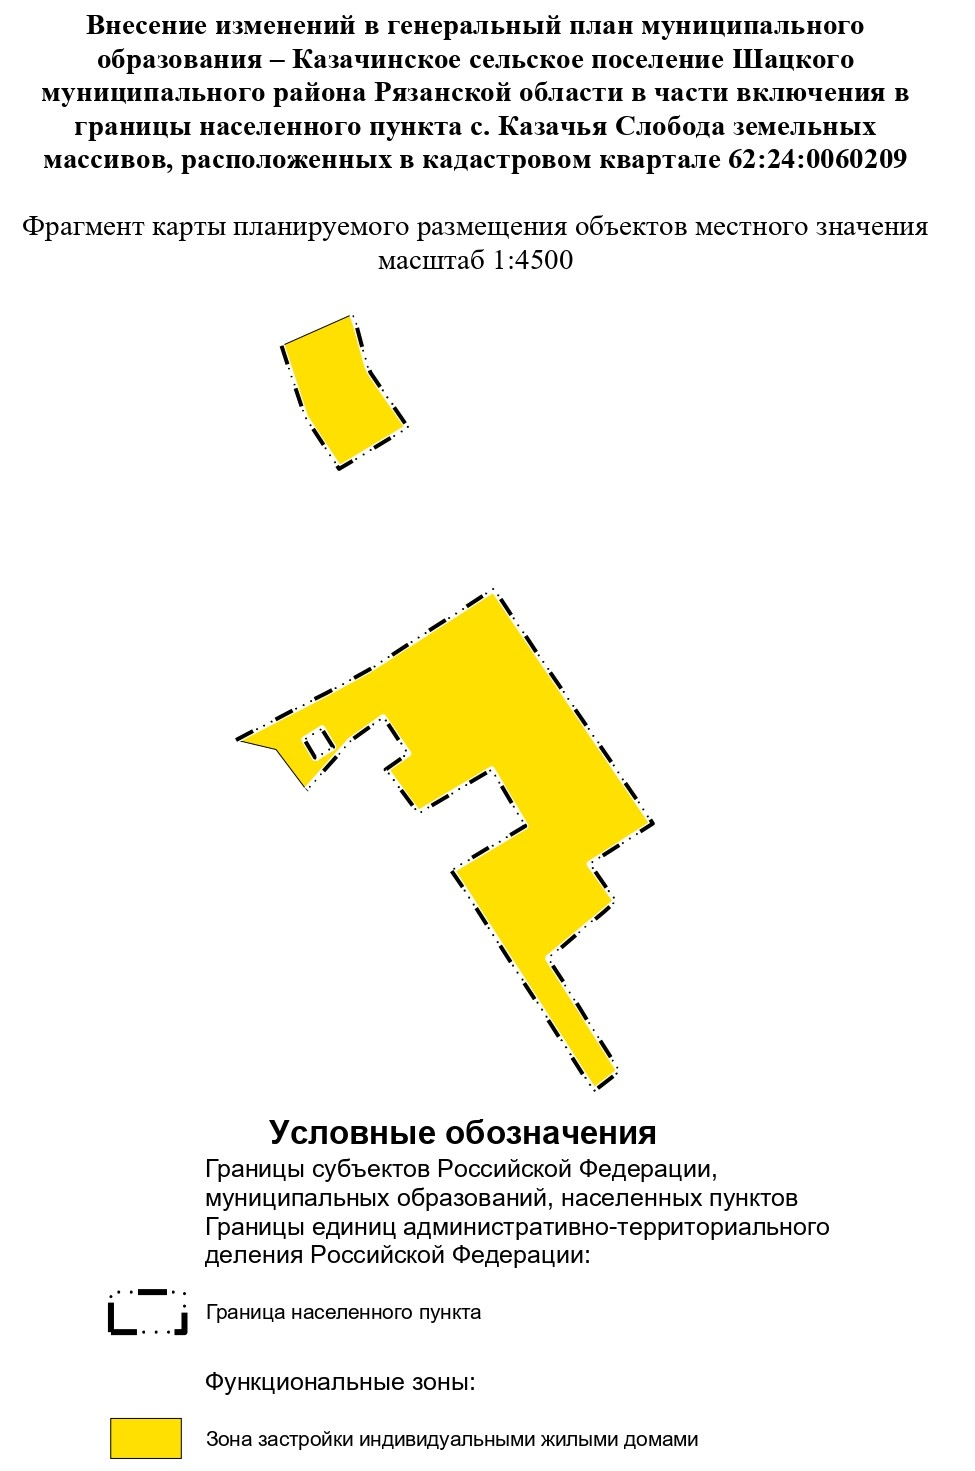 Внесение изменений в генеральный план муниципального
образования – Казачинское сельское поселение Шацкого
муниципального района Рязанской области в части включения в
границы населенного пункта с. Казачья Слобода земельных
массивов, расположенных в кадастровом квартале 62:24:0060209
Фрагмент карты планируемого размещения объектов местного значения
масштаб 1:4500
Условные обозначения
Границы субъектов Российской Федерации,
муниципальных образований, населенных пунктов
Границы единиц административно-территориального
деления Российской Федерации:
Граница населенного пункта
Функциональные зоны:
Зона застройки индивидуальными жилыми домами